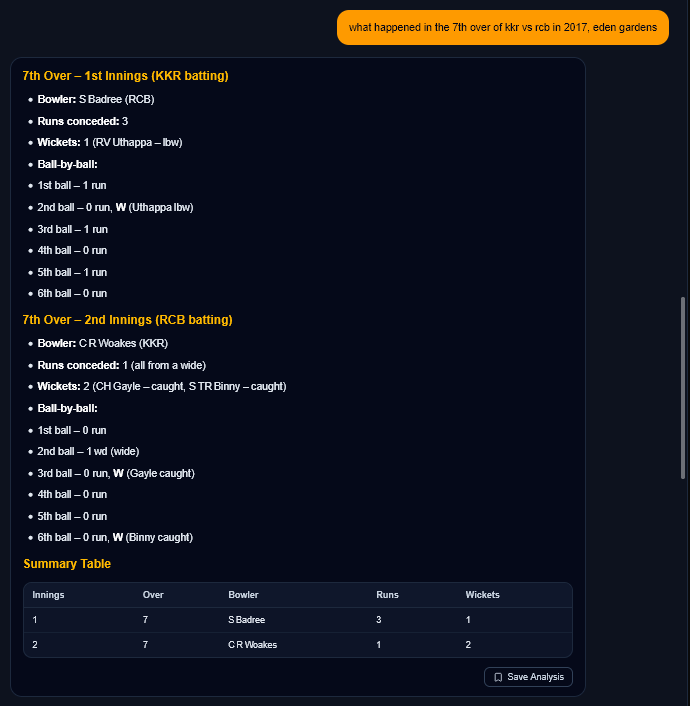 what happened in the 7th over of kkr vs rcb in 2017, eden gardens
7th Over – 1st Innings (KKR batting)
• Bowler: S Badree (RCB)
• Runs conceded: 3
• Wickets: 1 (RV Uthappa – lbw)
• Ball-by-ball:
• 1st ball – 1 run
• 2nd ball – 0 run, W (Uthappa lbw)
• 3rd ball – 1 run
• 4th ball – 0 run
• 5th ball – 1 run
• 6th ball – 0 run
7th Over – 2nd Innings (RCB batting)
• Bowler: C R Woakes (KKR)
• Runs conceded: 1 (all from a wide)
• Wickets: 2 (CH Gayle – caught, S TR Binny – caught)
• Ball-by-ball:
• 1st ball – 0 run
• 2nd ball – 1 wd (wide)
• 3rd ball – 0 run, W (Gayle caught)
• 4th ball – 0 run
• 5th ball – 0 run
• 6th ball – 0 run, W (Binny caught)
Summary Table
Innings Over Bowler Runs Wickets
1 7 S Badree 3 1
2 7 C R Woakes 1 2
Save Analysis